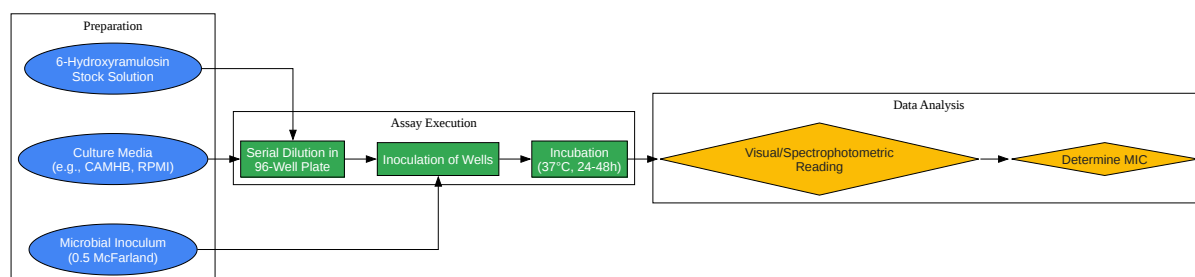 Preparation
6-Hydroxyramulosin
Stock Solution
Culture Media
(e.g., CAMHB, RPMI)
Microbial Inoculum
(0.5 McFarland)
Assay Execution
Serial Dilution in
96-Well Plate
Inoculation of Wells
Incubation
(37°C, 24-48h)
Data Analysis
Visual/Spectrophotometric
Reading
Determine MIC